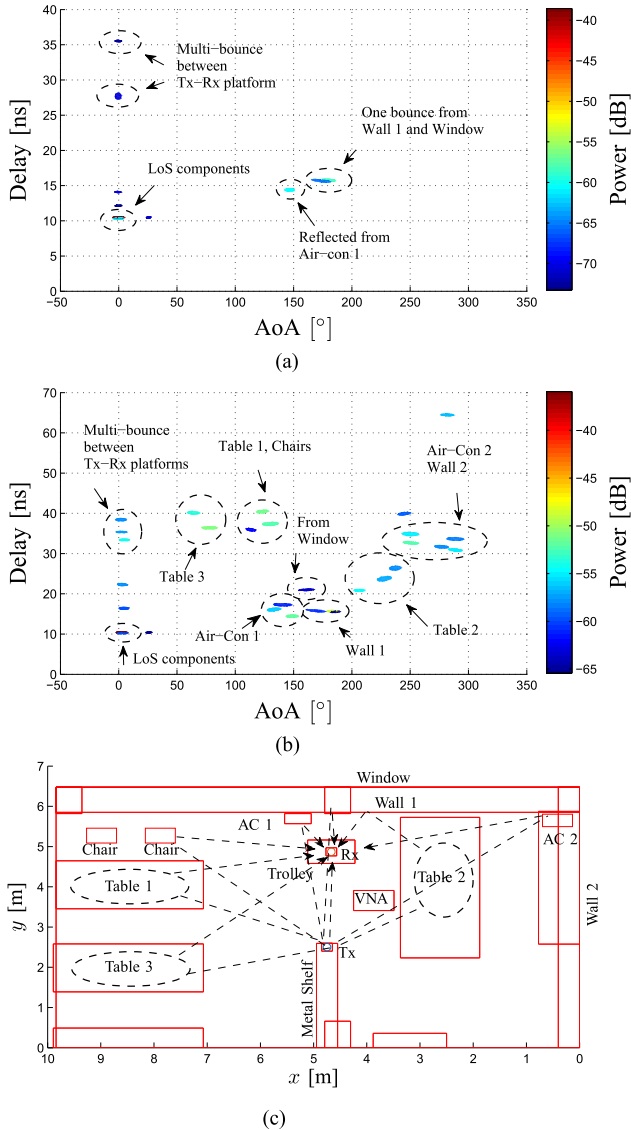 40
35
30
25
20
15
10
5
0
Delay [ns]
Multi−bounce
between
Tx−Rx platform
One bounce from
Wall 1 and Window
LoS components
Reflected from
Air−con 1
−50
0
50
100
150
200
250
300
350
AoA [°]
−40
−45
−50
−55
−60
−65
−70
Power [dB]
(a)
70
60
50
40
30
20
10
0
Delay [ns]
Multi−bounce
between
Tx−Rx platforms
Table 1, Chairs
Air−Con 2
Wall 2
From
Window
Table 3
Air−Con 1
Table 2
Wall 1
LoS components
−50
0
50
100
150
200
250
300
350
AoA [°]
−40
−45
−50
−55
−60
−65
Power [dB]
(b)
7
6
5
4
3
2
1
0
y [m]
Window
Wall 1
AC 1
AC 2
Chair
Chair
Rx
Trolley
Table 1
Table 2
VNA
Wall 2
Table 3
Tx
Metal Shelf
10
9
8
7
6
5
4
3
2
1
0
x [m]
(c)